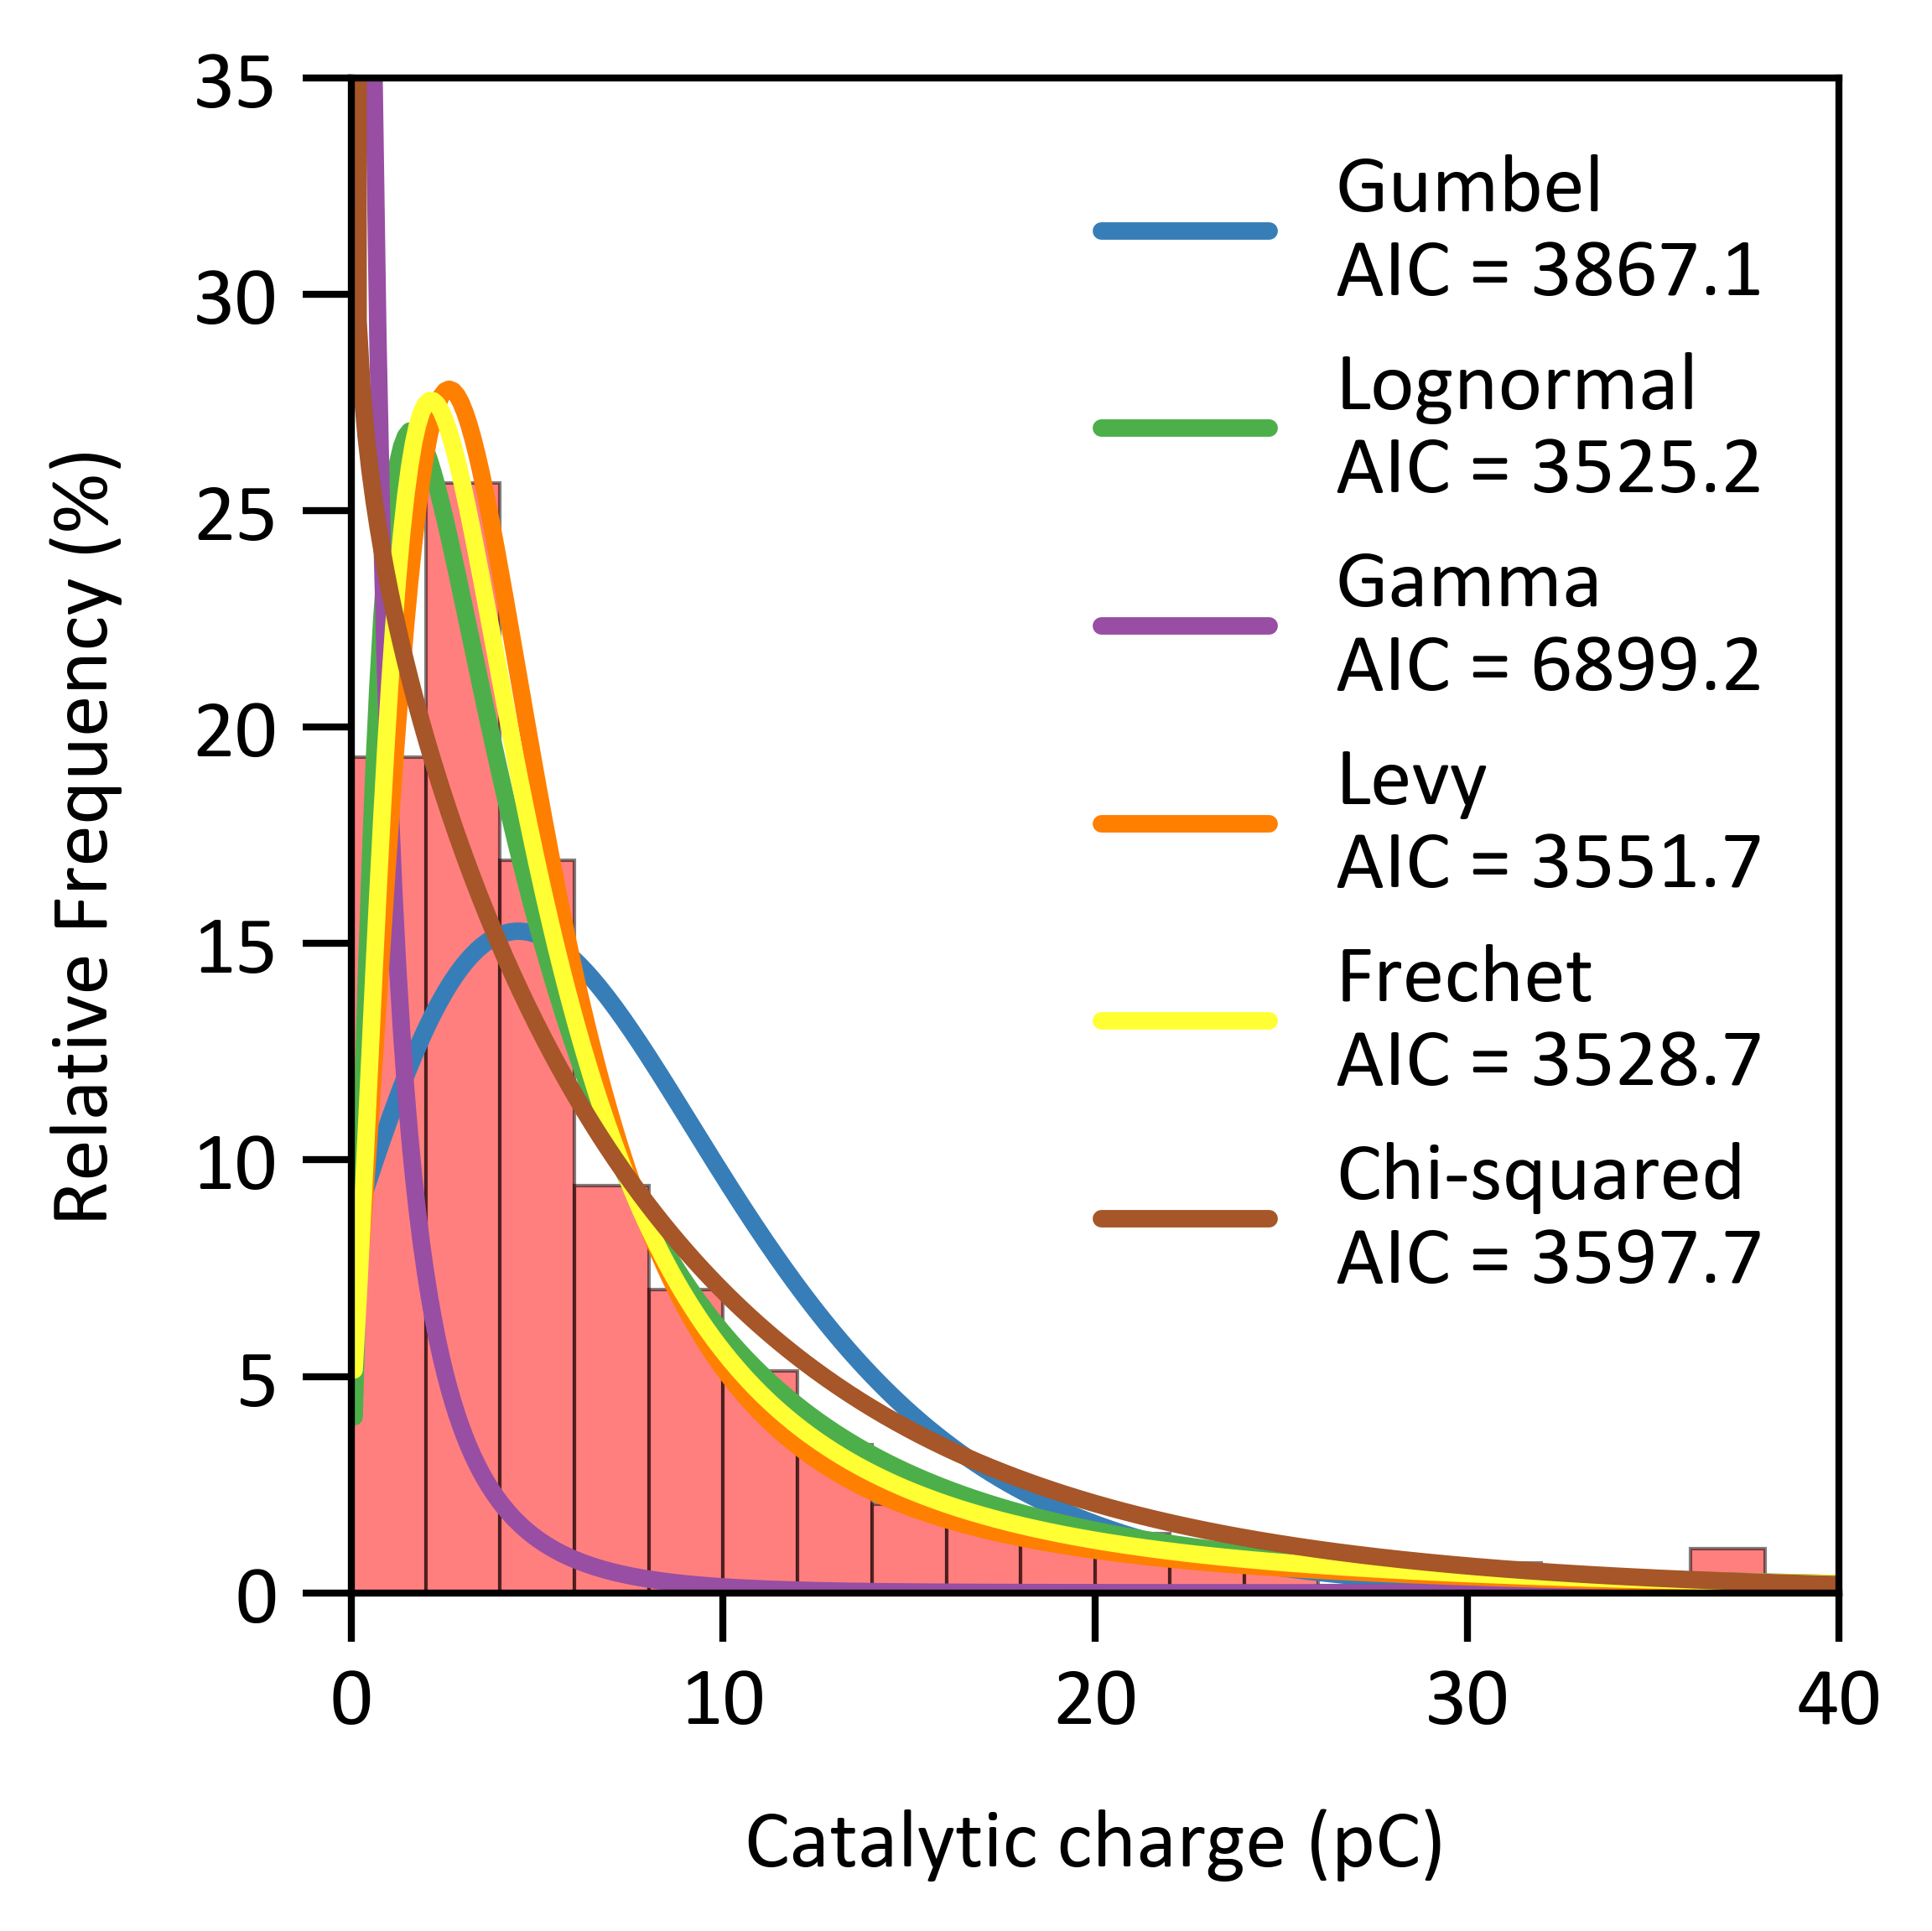 Relative Frequency (%)
35
30
25
20
15
10
5
0
Gumbel
AIC = 3867.1
Lognormal
AIC = 3525.2
Gamma
AIC = 6899.2
Levy
AIC = 3551.7
Frechet
AIC = 3528.7
Chi-squared
AIC = 3597.7
0 10 20 30 40
Catalytic charge (pC)